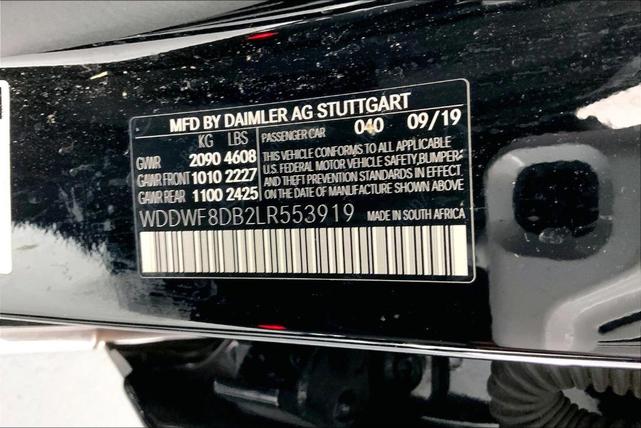 MFD BY DAIMLER AG STUTTGART
KG LBS PASSENGER CAR 040 09/19
GVWR 2090 4608
GAWR FRONT 1010 2227
GAWR REAR 1100 2425
THIS VEHICLE CONFORMS TO ALL APPLICABLE
U.S. FEDERAL MOTOR VEHICLE SAFETY, BUMPER
AND THEFT PREVENTION STANDARDS IN EFFECT
ON THE DATE OF MANUFACTURE SHOWN ABOVE
WDDWF8DB2LR553919 MADE IN SOUTH AFRICA